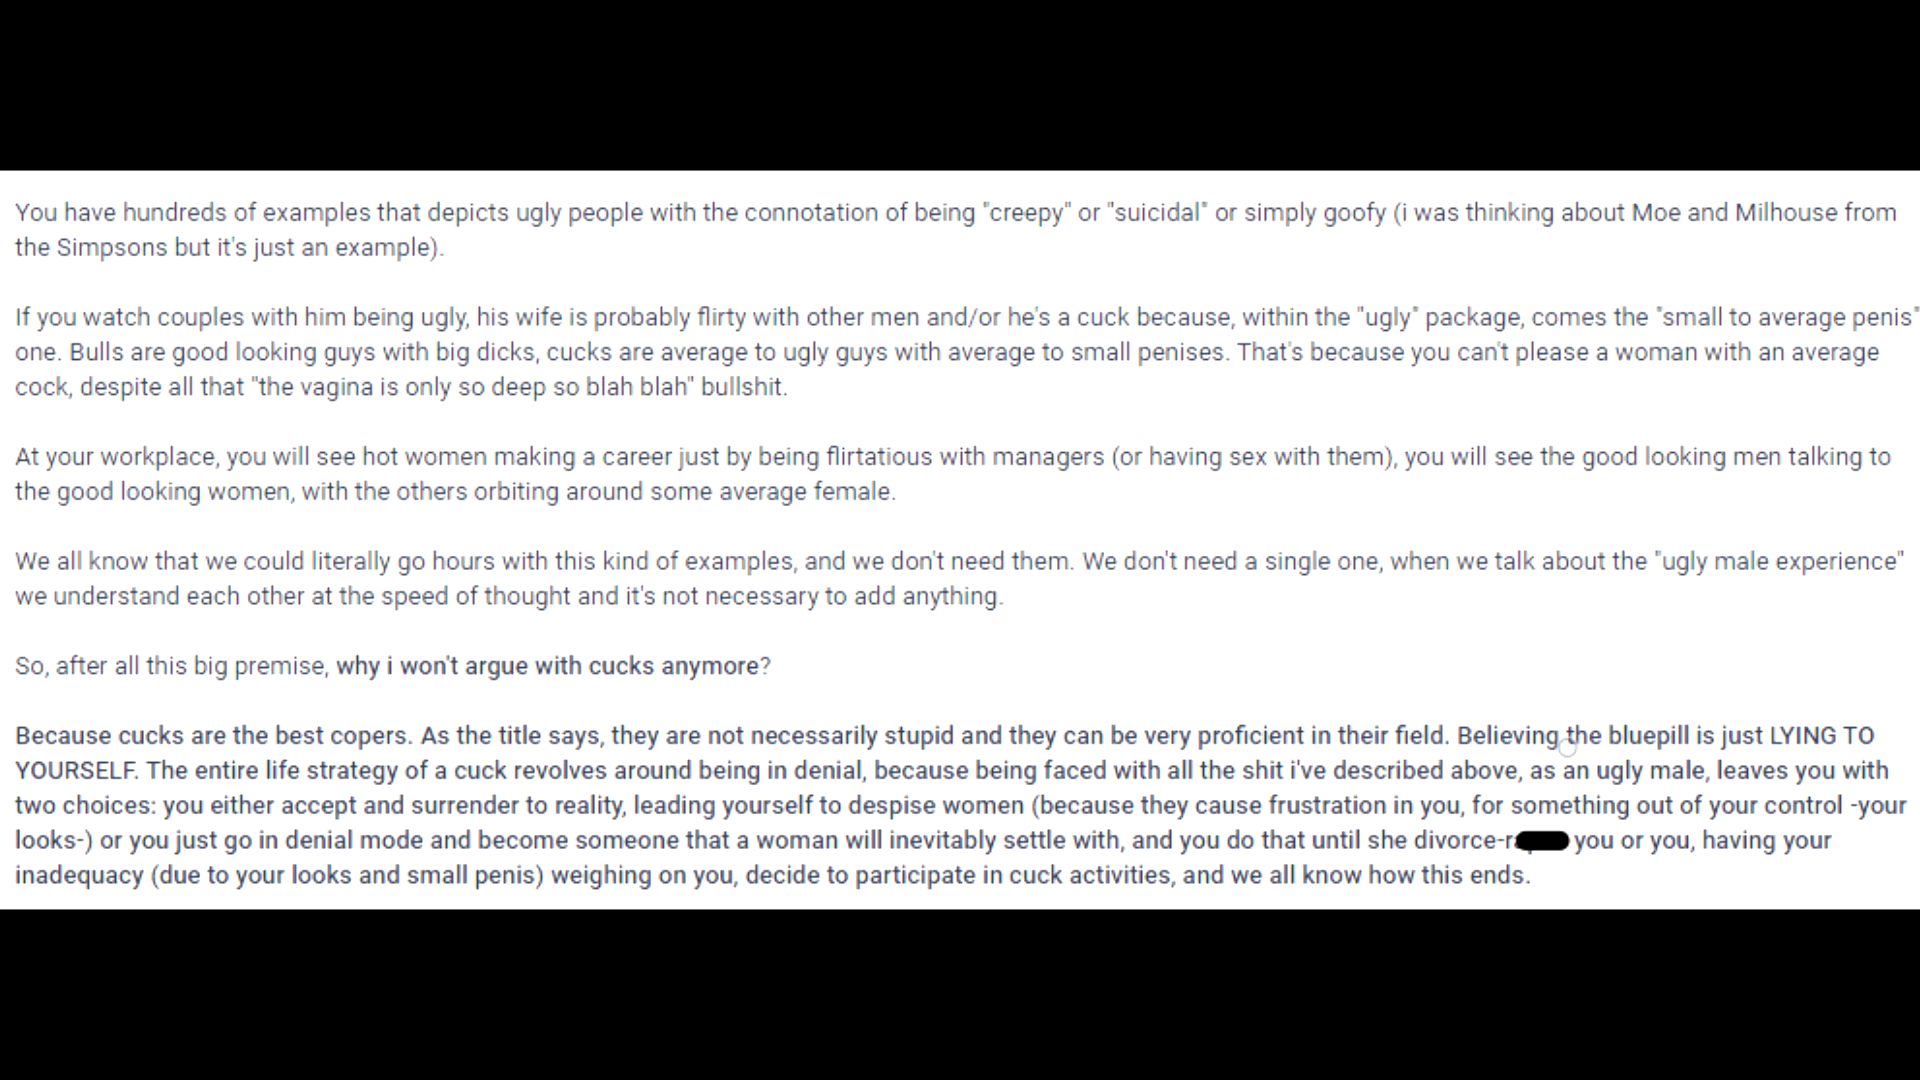 You have hundreds of examples that depicts ugly people with the connotation of being "creepy" or "suicidal" or simply goofy (i was thinking about Moe and Milhouse from
the Simpsons but it's just an example).
If you watch couples with him being ugly, his wife is probably flirty with other men and/or he's a cuck because, within the "ugly" package, comes the "small to average penis"
one. Bulls are good looking guys with big dicks, cucks are average to ugly guys with average to small penises. That's because you can't please a woman with an average
cock, despite all that "the vagina is only so deep so blah blah" bullshit.
At your workplace, you will see hot women making a career just by being flirtatious with managers (or having sex with them), you will see the good looking men talking to
the good looking women, with the others orbiting around some average female.
We all know that we could literally go hours with this kind of examples, and we don't need them. We don't need a single one, when we talk about the "ugly male experience"
we understand each other at the speed of thought and it's not necessary to add anything.
So, after all this big premise, why i won't argue with cucks anymore?
Because cucks are the best copers. As the title says, they are not necessarily stupid and they can be very proficient in their field. Believing the bluepill is just LYING TO
YOURSELF. The entire life strategy of a cuck revolves around being in denial, because being faced with all the shit i've described above, as an ugly male, leaves you with
two choices: you either accept and surrender to reality, leading yourself to despise women (because they cause frustration in you, for something out of your control -your
looks-) or you just go in denial mode and become someone that a woman will inevitably settle with, and you do that until she divorce-r you or you, having your
inadequacy (due to your looks and small penis) weighing on you, decide to participate in cuck activities, and we all know how this ends.